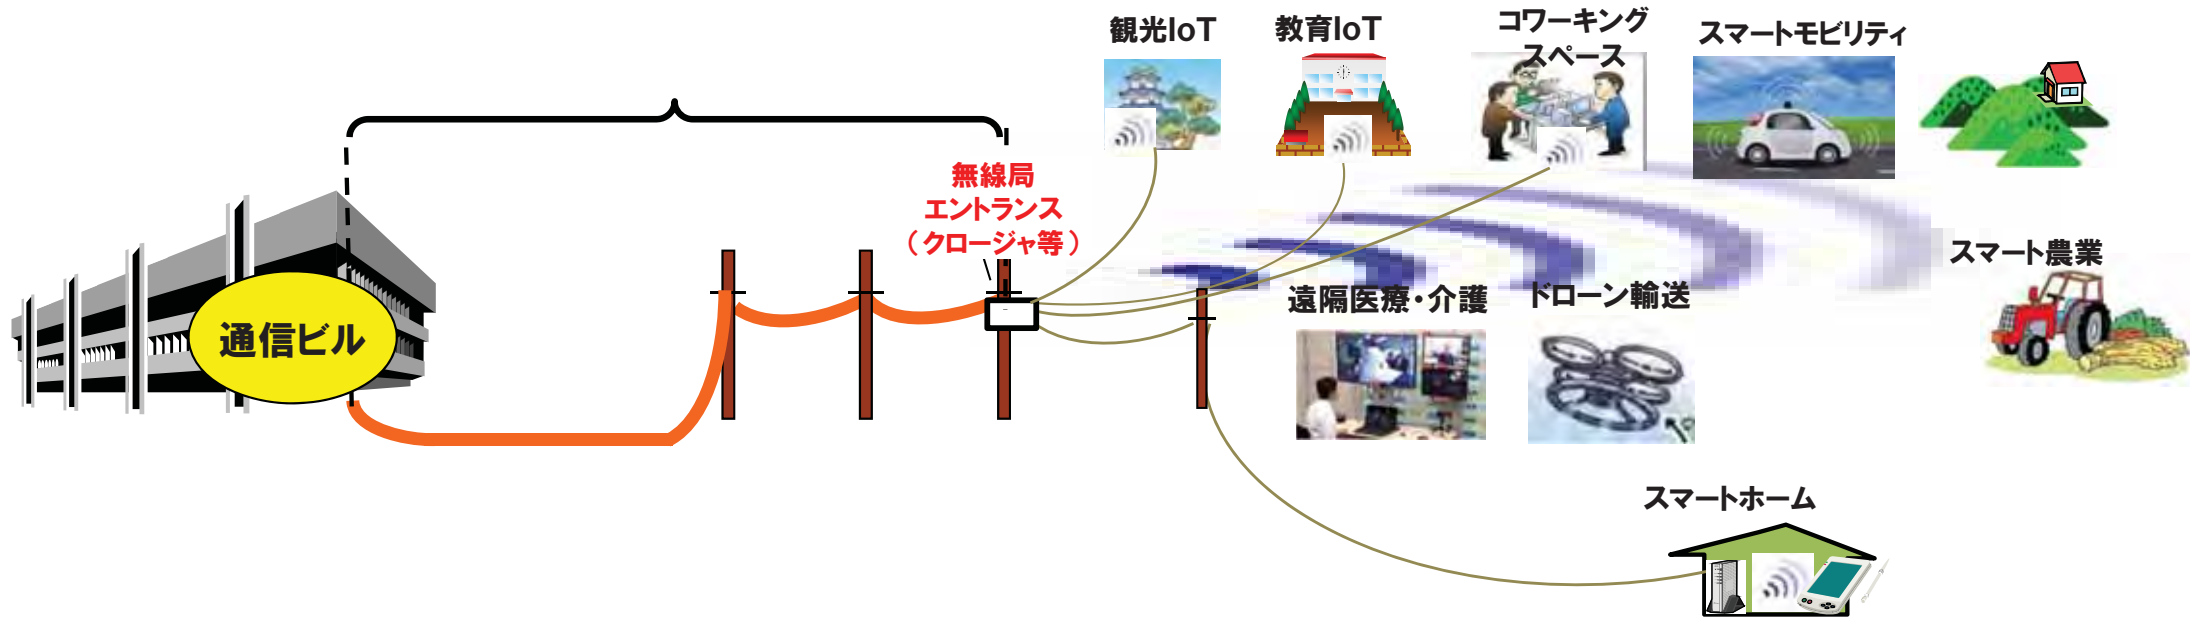 観光IoT
教育IoT
コワーキング
スペース
スマートモビリティ
無線局
エントランス
（クロージャ等）
スマート農業
遠隔医療・介護
ドローン輸送
通信ビル
スマートホーム